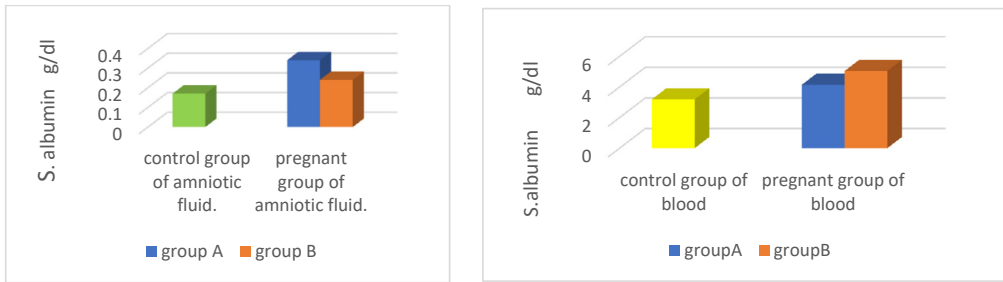 S. albumin g/dl
0.4
0.3
0.2
0.1
0
control group
of amniotic
fluid.
pregnant
group of
amniotic fluid.
group A group B
S.albumin g/dl
6
4
2
0
control group of
blood
pregnant group of
blood
groupA groupB